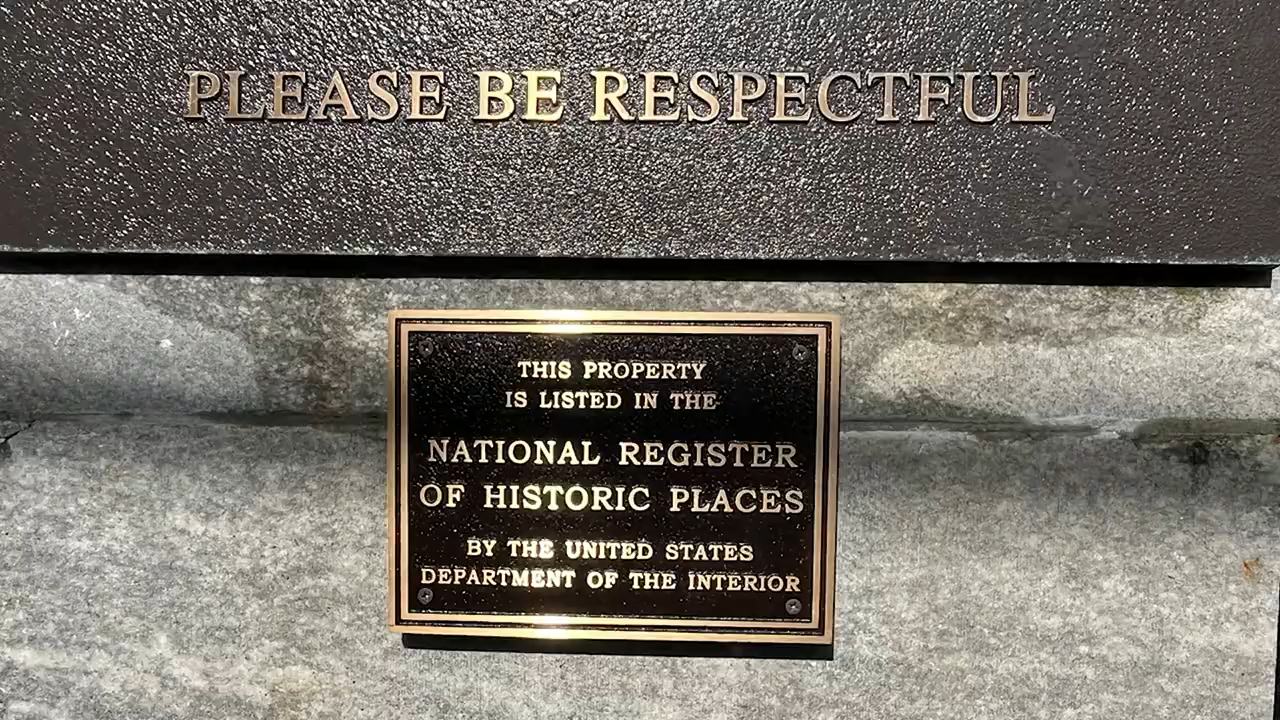 PLEASE BE RESPECTFUL
THIS PROPERTY
IS LISTED IN THE
NATIONAL REGISTER
OF HISTORIC PLACES
BY THE UNITED STATES
DEPARTMENT OF THE INTERIOR